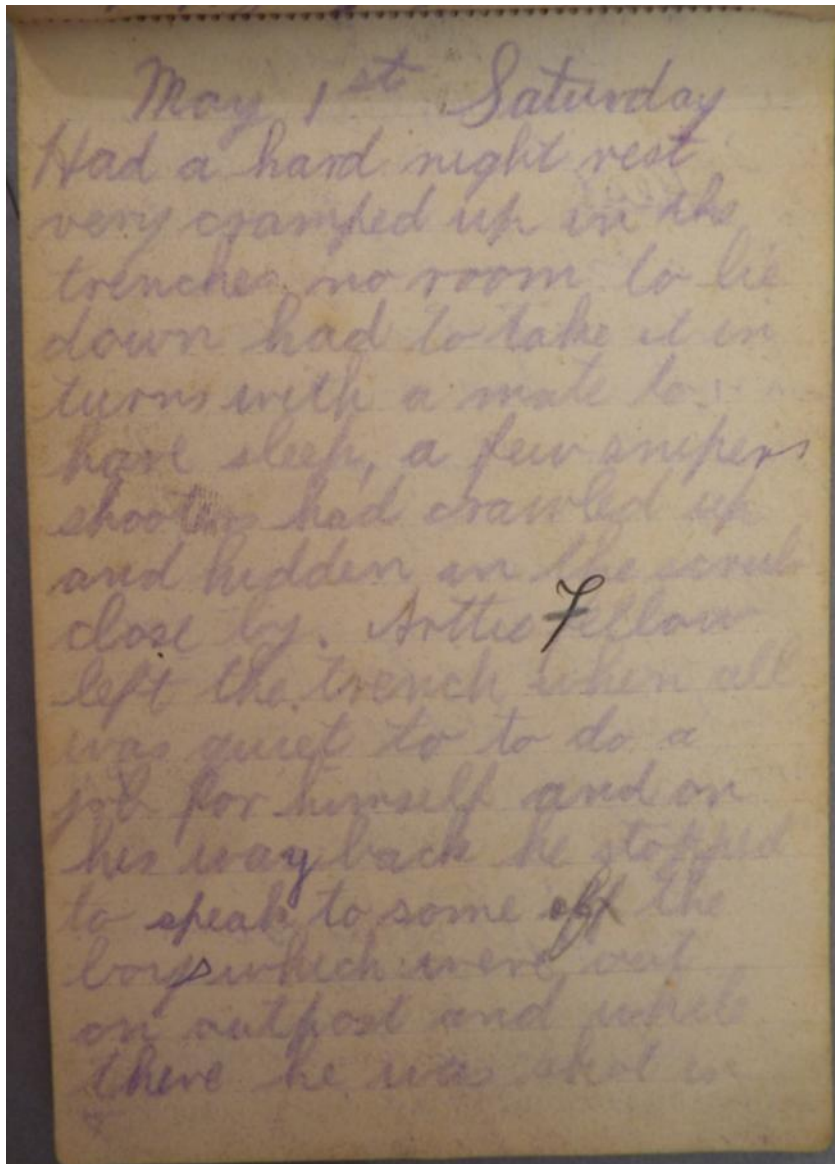 May 1st Saturday
Had a hard night rest
very cramped up in the
trenches no room to lie
down had to take it in
turns with a mate to
have sleep, a few snipers
shooters had crawled up
and hidden in the scrub
close by. Arttie Fellow
left the trench when all
was quiet to to do a
job for himself and on
his way back he stopped
to speak to some off the
boys which were out
on outpost and while
there he was shot in